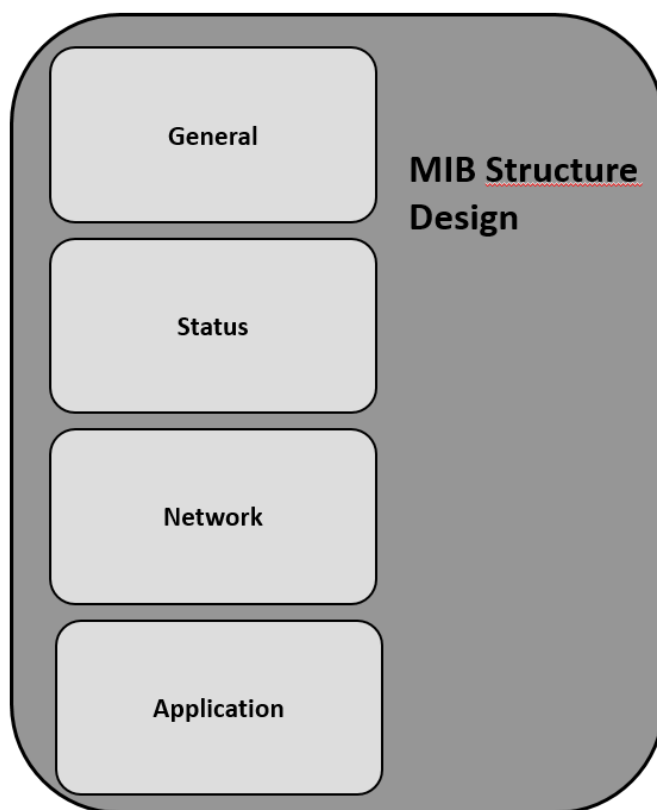 General
MIB Structure
Design
Status
Network
Application